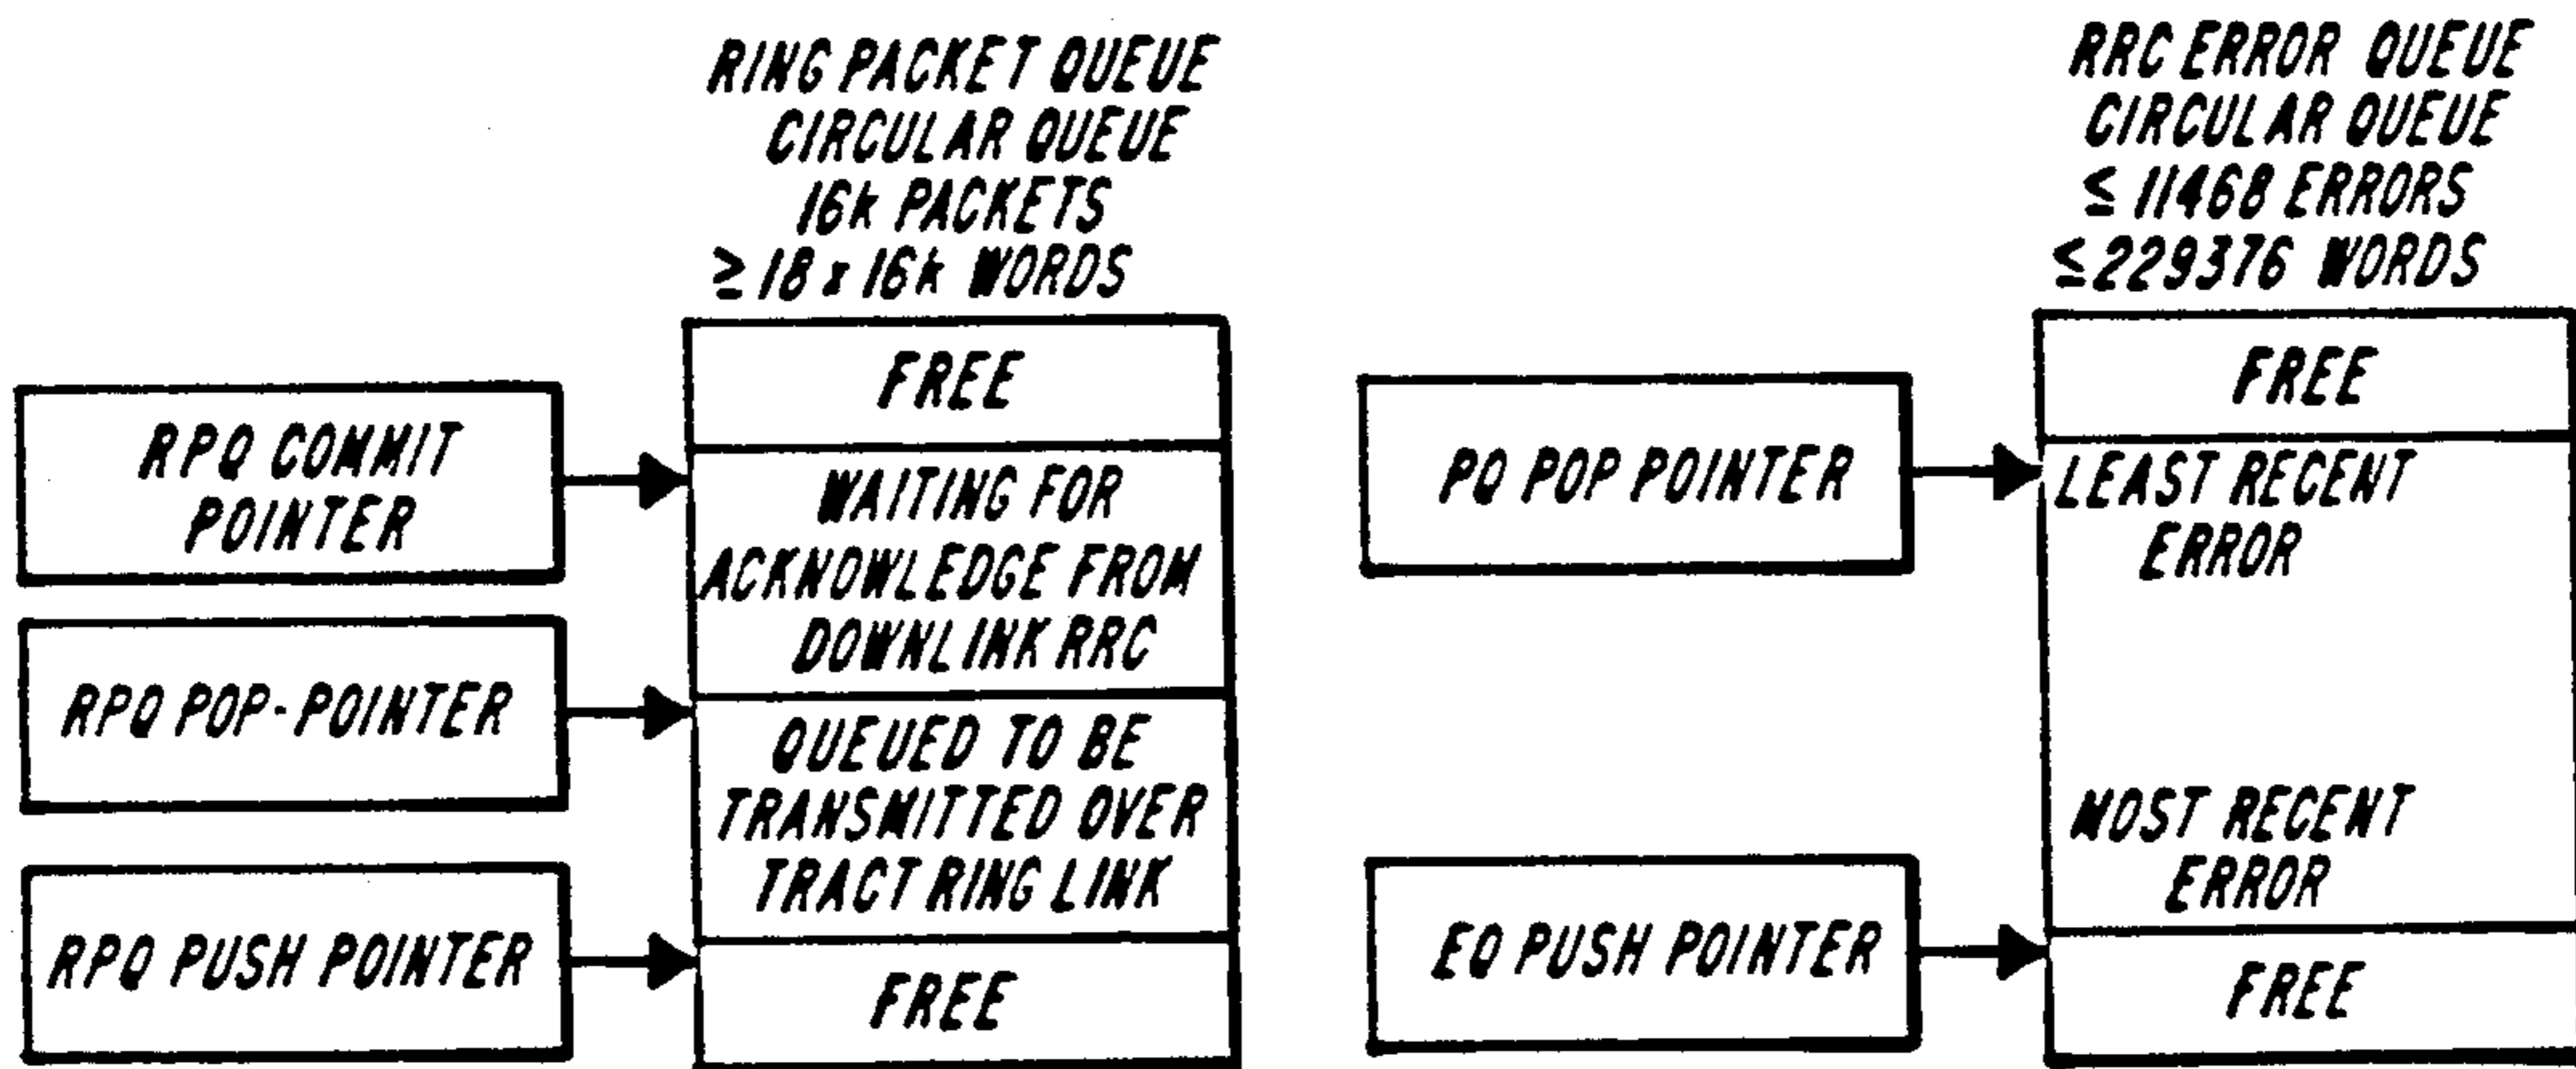 RING PACKET QUEUE
CIRCULAR QUEUE
16k PACKETS
≥ 18 x 16k WORDS
FREE
RPQ COMMIT
POINTER
WAITING FOR
ACKNOWLEDGE FROM
DOWNLINK RRC
RPQ POP-POINTER
QUEUED TO BE
TRANSMITTED OVER
TRACT RING LINK
RPQ PUSH POINTER
FREE
RRC ERROR QUEUE
CIRCULAR QUEUE
≤ 11468 ERRORS
≤229376 WORDS
FREE
PQ POP POINTER
LEAST RECENT
ERROR
MOST RECENT
ERROR
EQ PUSH POINTER
FREE